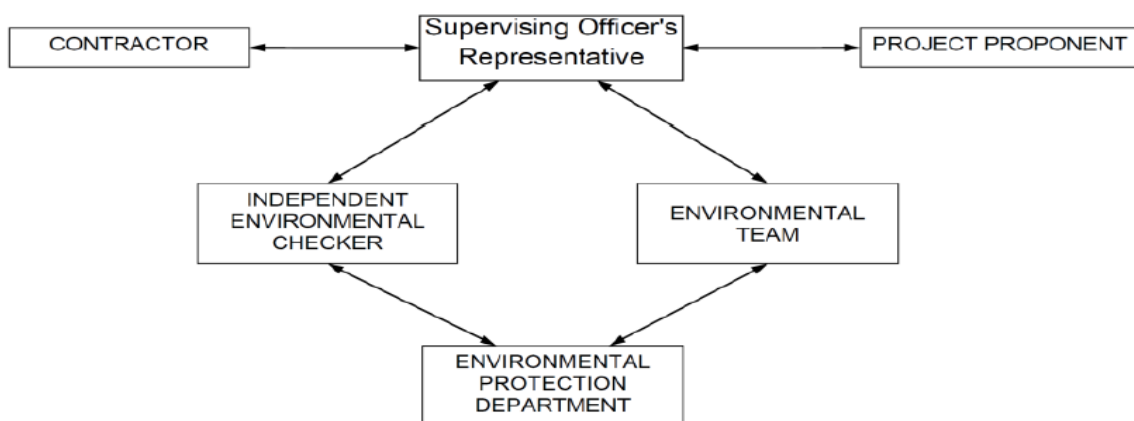 CONTRACTOR
Supervising Officer's
Representative
PROJECT PROPONENT
INDEPENDENT
ENVIRONMENTAL
CHECKER
ENVIRONMENTAL
TEAM
ENVIRONMENTAL
PROTECTION
DEPARTMENT